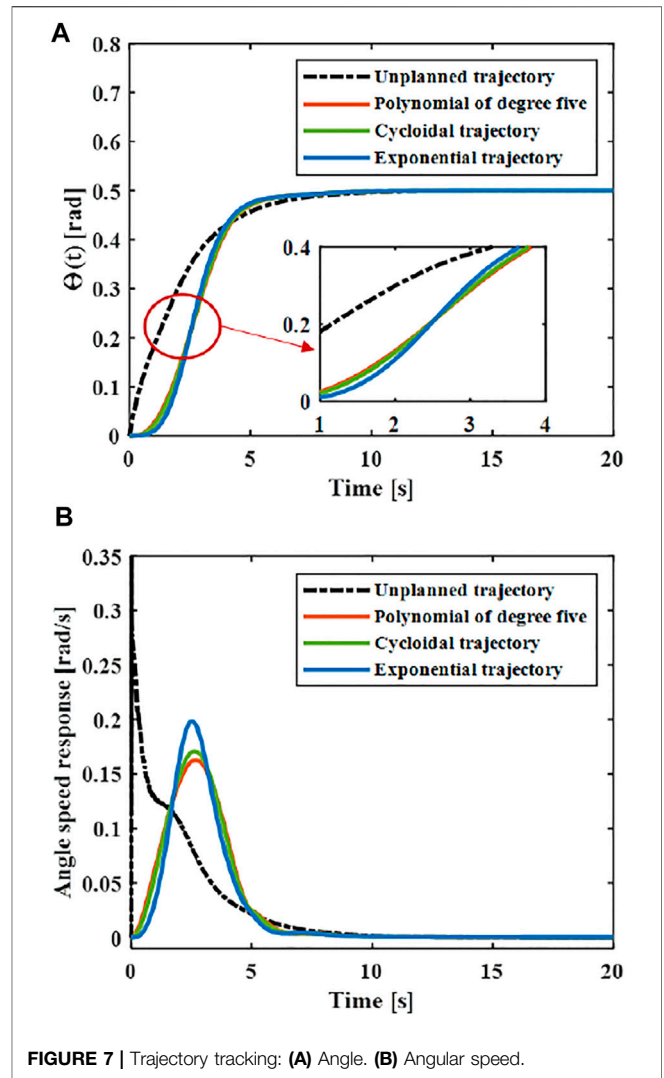 A
0.8
0.7
0.6
0.5
0.4
0.3
0.2
0.1
0
Θ(t) [rad]
Unplanned trajectory
Polynomial of degree five
Cycloidal trajectory
Exponential trajectory
0.4
0.2
0
1 2 3 4
0 5 10 15 20
Time [s]
B
0.35
0.3
0.25
0.2
0.15
0.1
0.05
0
Angle speed response [rad/s]
Unplanned trajectory
Polynomial of degree five
Cycloidal trajectory
Exponential trajectory
0 5 10 15 20
Time [s]
FIGURE 7 | Trajectory tracking: (A) Angle. (B) Angular speed.